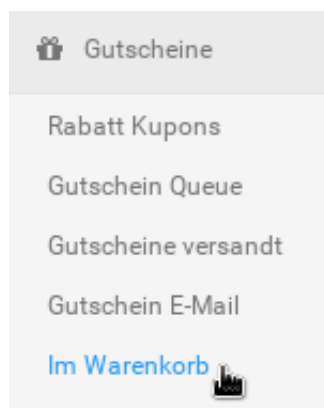 Gutscheine
Rabatt Kupons
Gutschein Queue
Gutscheine versandt
Gutschein E-Mail
Im Warenkorb